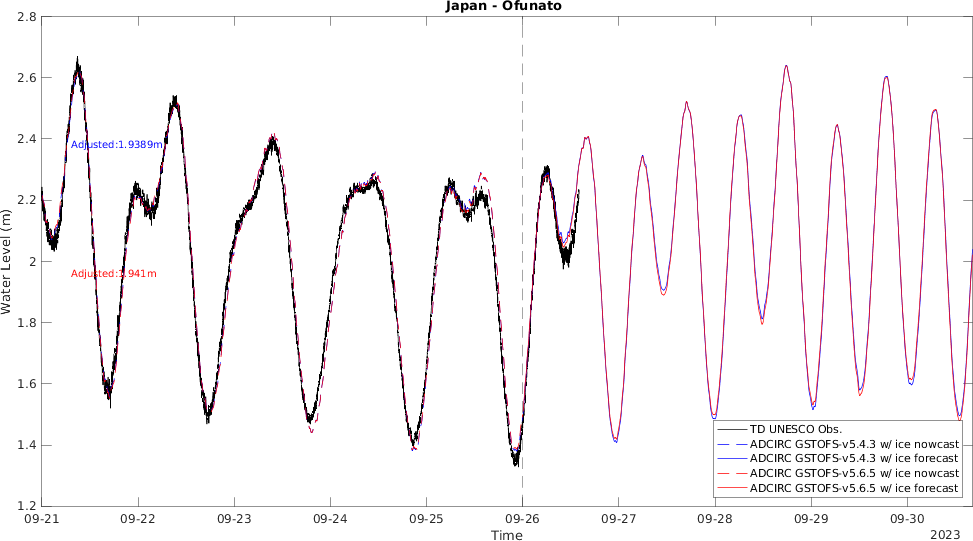 Japan - Ofunato
2.8
2.6
2.4
2.2
2
1.8
1.6
1.4
1.2
Water Level (m)
Adjusted:1.9389m
Adjusted:1.941m
TD UNESCO Obs.
ADCIRC GSTOFS-v5.4.3 w/ ice nowcast
ADCIRC GSTOFS-v5.4.3 w/ ice forecast
ADCIRC GSTOFS-v5.6.5 w/ ice nowcast
ADCIRC GSTOFS-v5.6.5 w/ ice forecast
09-21 09-22 09-23 09-24 09-25 09-26 09-27 09-28 09-29 09-30
Time
2023